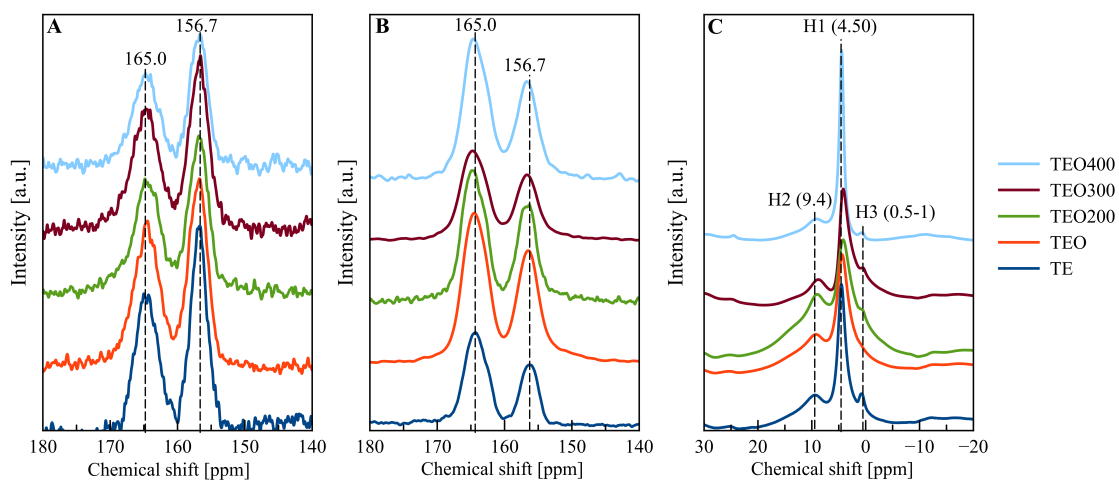 A
156.7
165.0
Intensity [a.u.]
180 170 160 150 140
Chemical shift [ppm]
B
165.0
156.7
Intensity [a.u.]
180 170 160 150 140
Chemical shift [ppm]
C
H1 (4.50)
H2 (9.4)
H3 (0.5-1)
Intensity [a.u.]
30 20 10 0 −10 −20
Chemical shift [ppm]
TEO400
TEO300
TEO200
TEO
TE